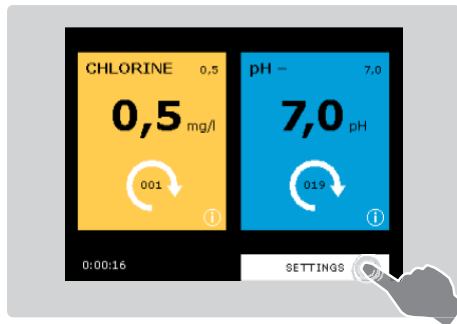 CHLORINE 0,5
0,5 mg/l
001
i
pH – 7,0
7,0 pH
019
i
0:00:16
SETTINGS